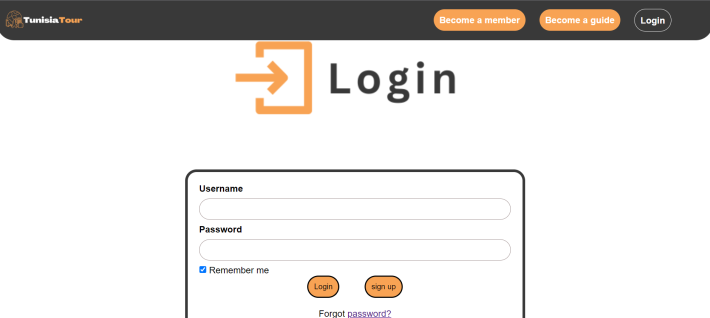 TunisiaTour
Become a member
Become a guide
Login
Login
Username
Password
Remember me
Login
sign up
Forgot password?